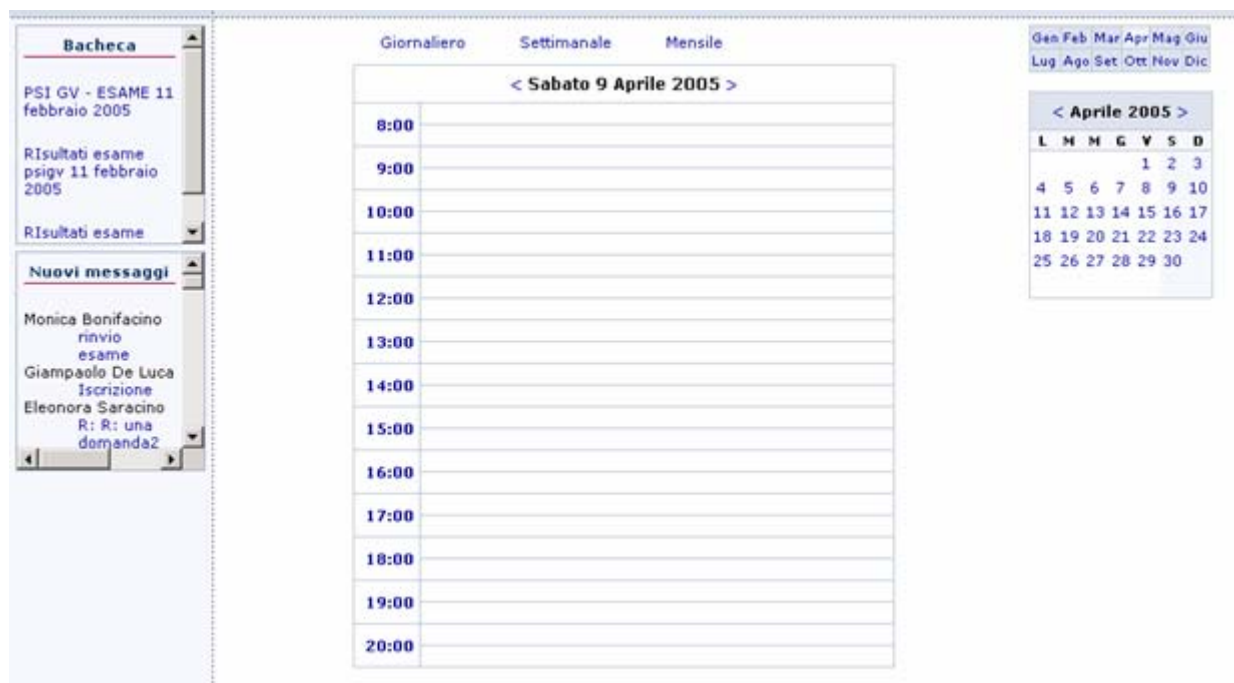 Bacheca
PSI GV - ESAME 11
febbraio 2005
RIsultati esame
psigv 11 febbraio
2005
RIsultati esame
Nuovi messaggi
Monica Bonifacino
rinvio
esame
Giampaolo De Luca
Iscrizione
Eleonora Saracino
R: R: una
domanda2
Giornaliero Settimanale Mensile
< Sabato 9 Aprile 2005 >
8:00
9:00
10:00
11:00
12:00
13:00
14:00
15:00
16:00
17:00
18:00
19:00
20:00
Gen Feb Mar Apr Mag Giu
Lug Ago Set Ott Nov Dic
< Aprile 2005 >
L M M G V S D
1 2 3
4 5 6 7 8 9 10
11 12 13 14 15 16 17
18 19 20 21 22 23 24
25 26 27 28 29 30